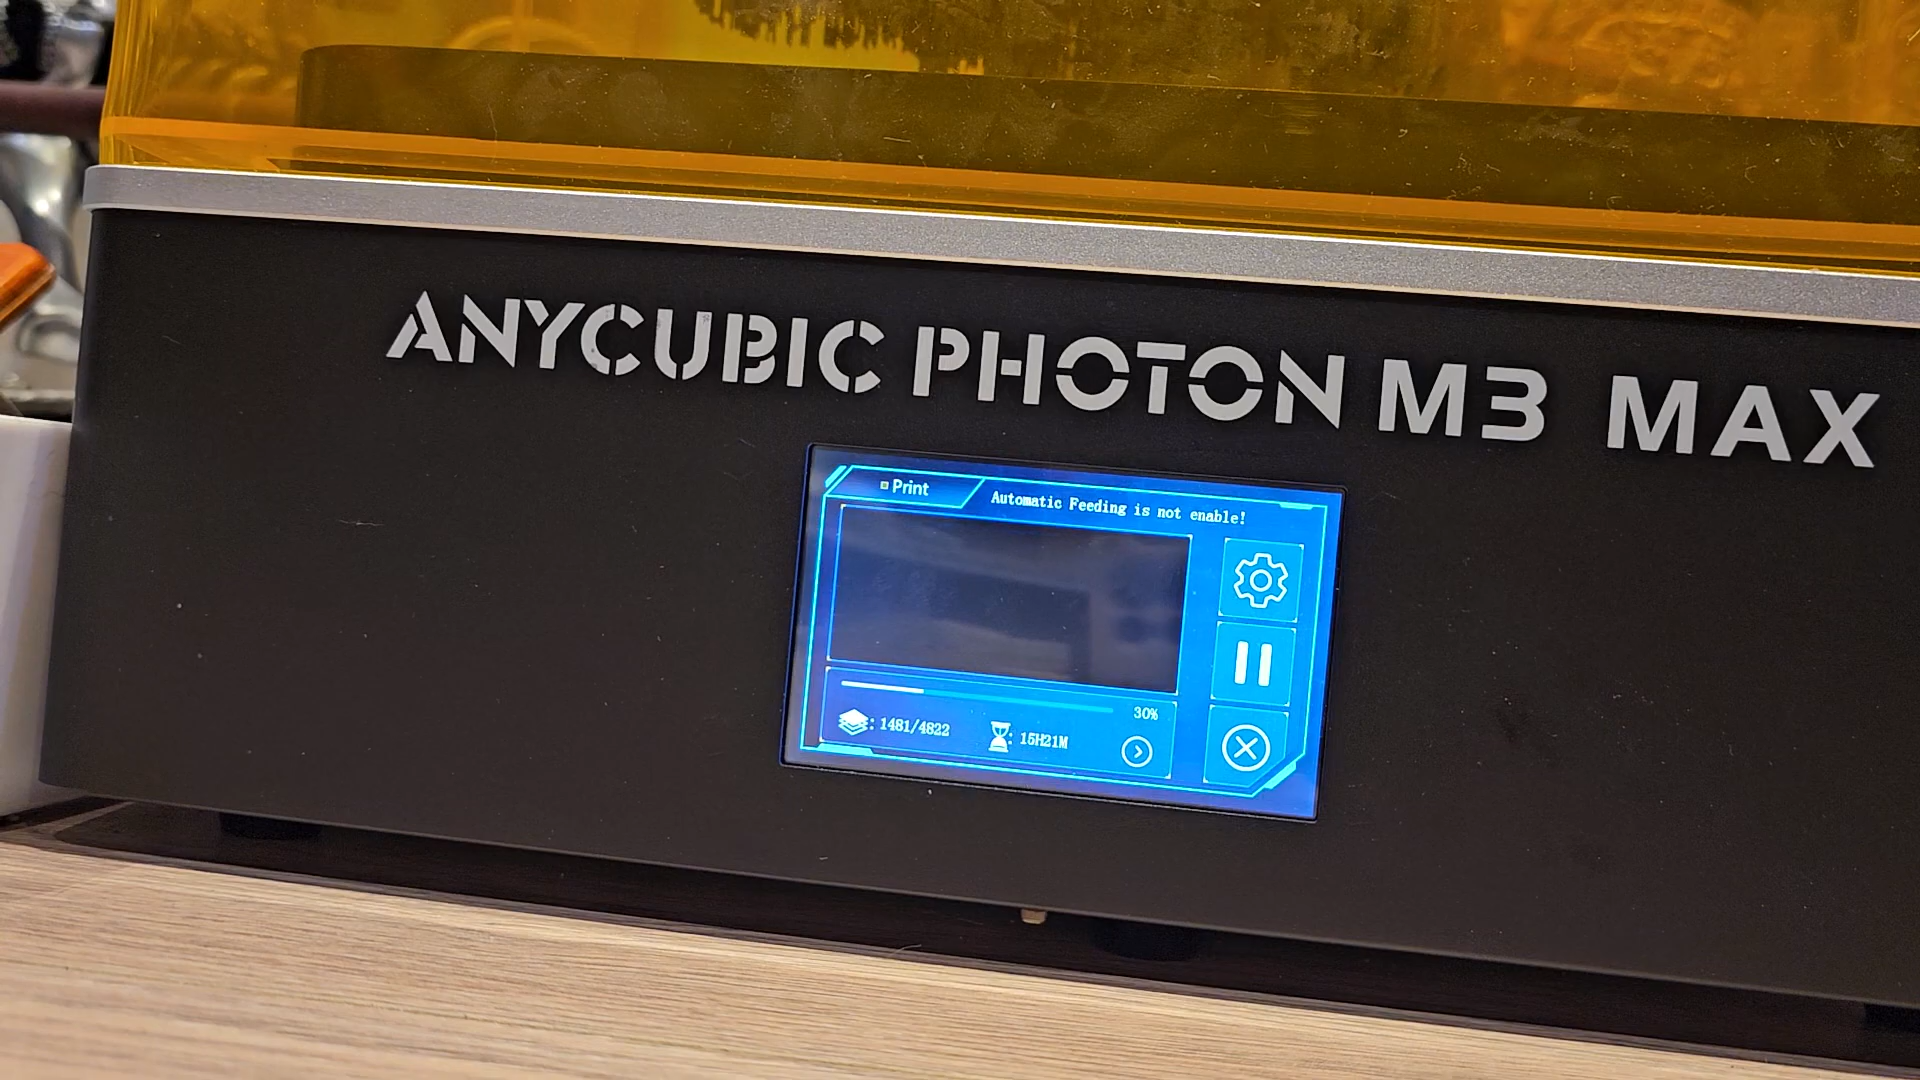 ANYCUBIC PHOTON M3 MAX
Print
Automatic Feeding is not enable!
30%
: 1481/4822
: 15H21M